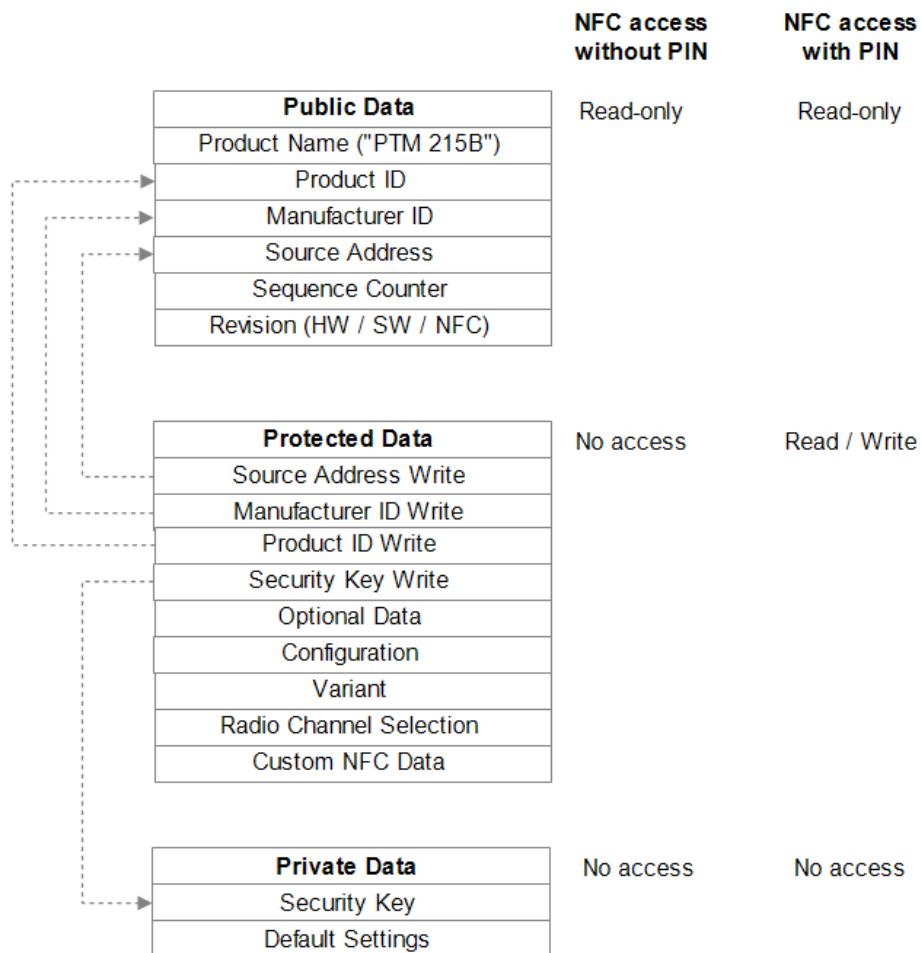 NFC access without PIN
NFC access with PIN
Public Data
Read-only
Read-only
Product Name ("PTM 215B")
Product ID
Manufacturer ID
Source Address
Sequence Counter
Revision (HW / SW / NFC)
Protected Data
No access
Read / Write
Source Address Write
Manufacturer ID Write
Product ID Write
Security Key Write
Optional Data
Configuration
Variant
Radio Channel Selection
Custom NFC Data
Private Data
No access
No access
Security Key
Default Settings